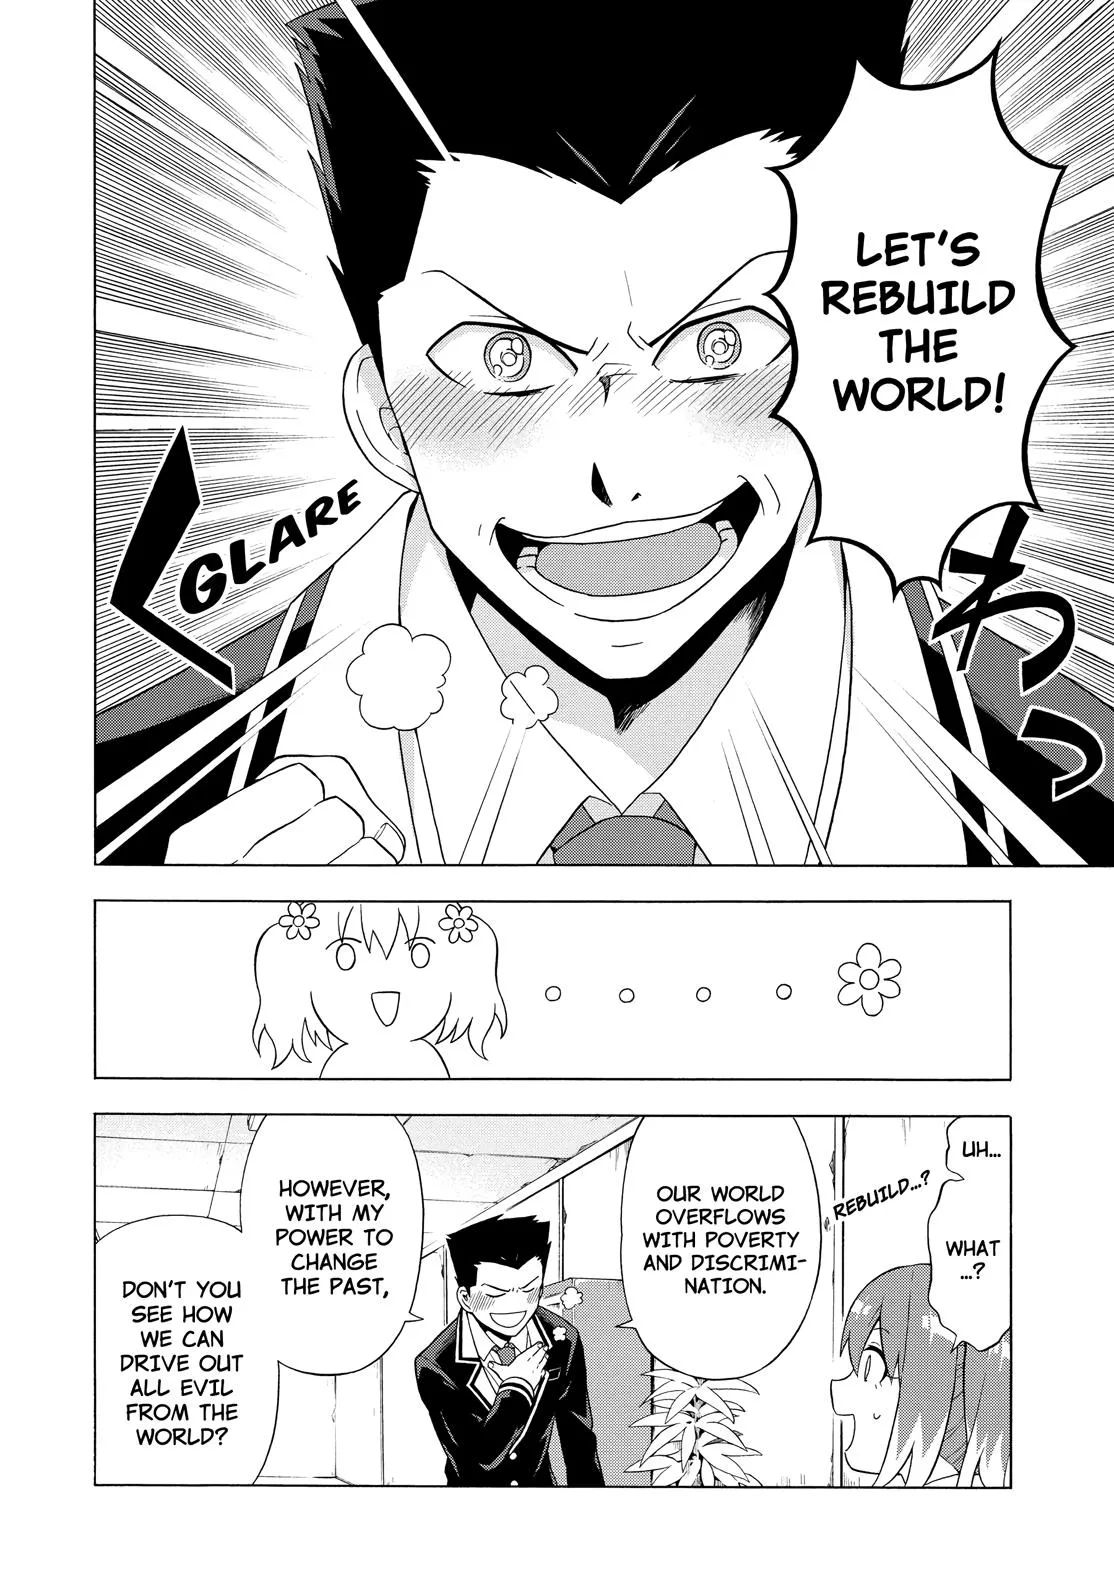 LET'S
REBUILD
THE
WORLD!
GLARE
くわっ
UH...
WHAT
...?
REBUILD...?
OUR WORLD
OVERFLOWS
WITH POVERTY
AND DISCRIMI-
NATION.
HOWEVER,
WITH MY
POWER TO
CHANGE
THE PAST,
DON'T YOU
SEE HOW
WE CAN
DRIVE OUT
ALL EVIL
FROM THE
WORLD?